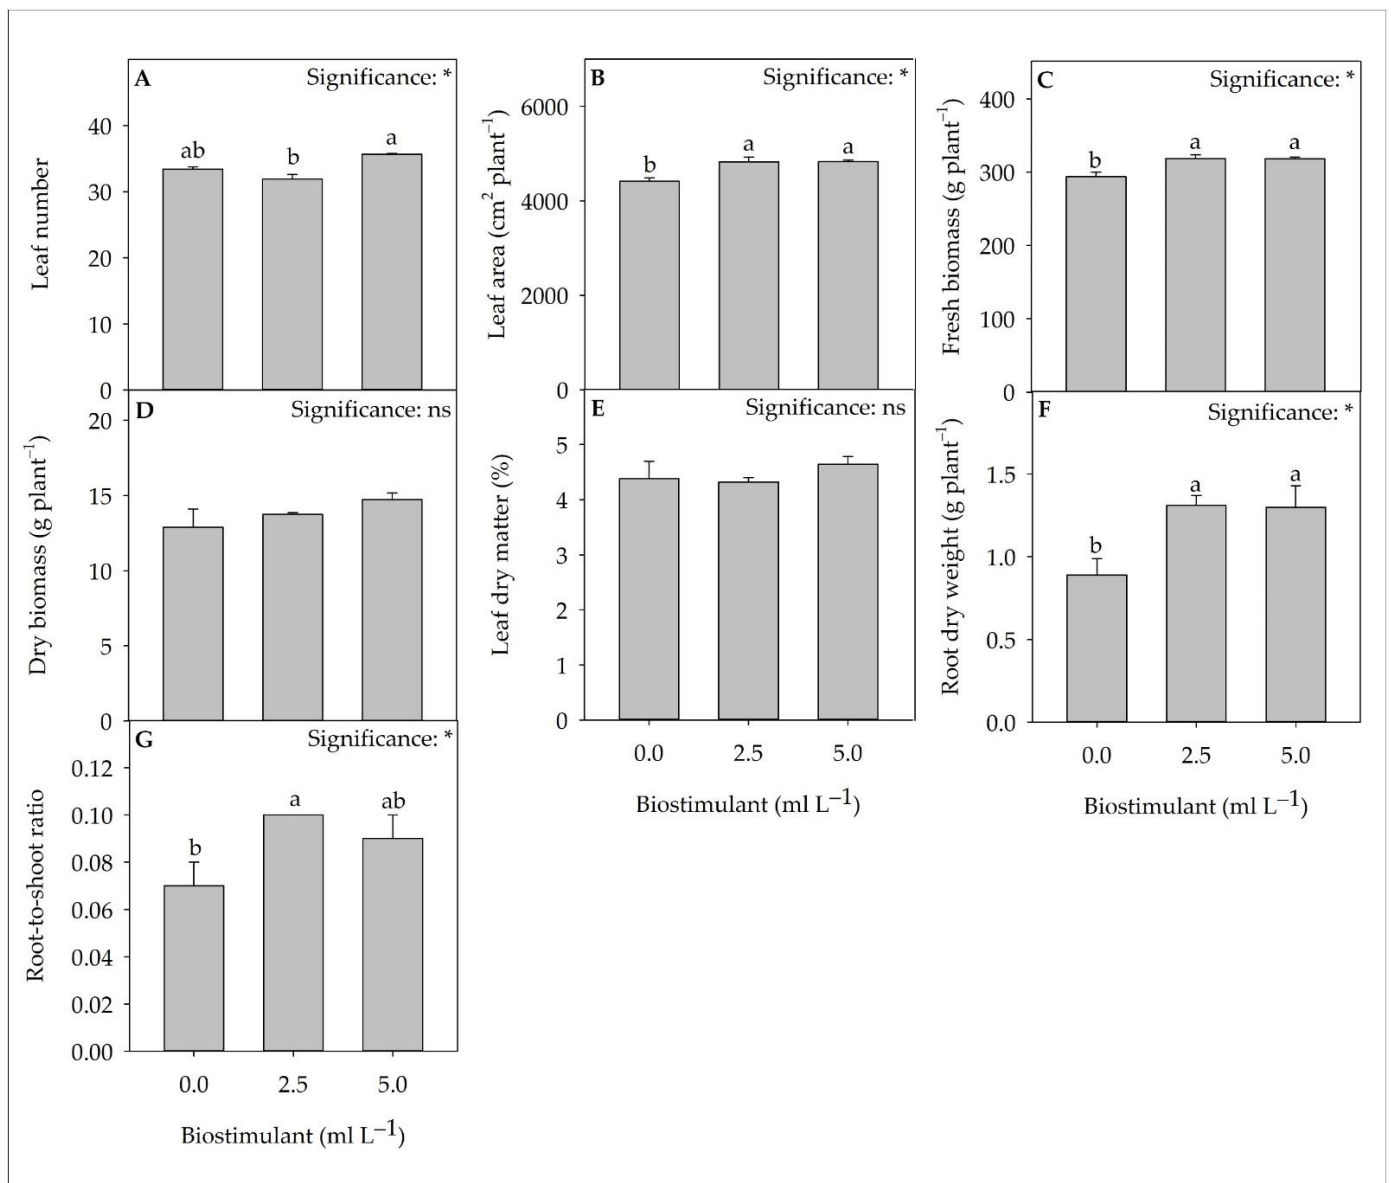 A
Significance: *
Leaf number
40
30
20
10
0
ab
b
a
B
Significance: *
Leaf area (cm² plant⁻¹)
6000
4000
2000
0
b
a
a
C
Significance: *
Fresh biomass (g plant⁻¹)
400
300
200
100
0
b
a
a
D
Significance: ns
Dry biomass (g plant⁻¹)
20
15
10
5
0
E
Significance: ns
Leaf dry matter (%)
5
4
3
2
1
0
0.0 2.5 5.0
Biostimulant (ml L⁻¹)
F
Significance: *
Root dry weight (g plant⁻¹)
1.5
1.0
0.5
0.0
b
a
a
0.0 2.5 5.0
Biostimulant (ml L⁻¹)
G
Significance: *
Root-to-shoot ratio
0.12
0.10
0.08
0.06
0.04
0.02
0.00
b
a
ab
0.0 2.5 5.0
Biostimulant (ml L⁻¹)